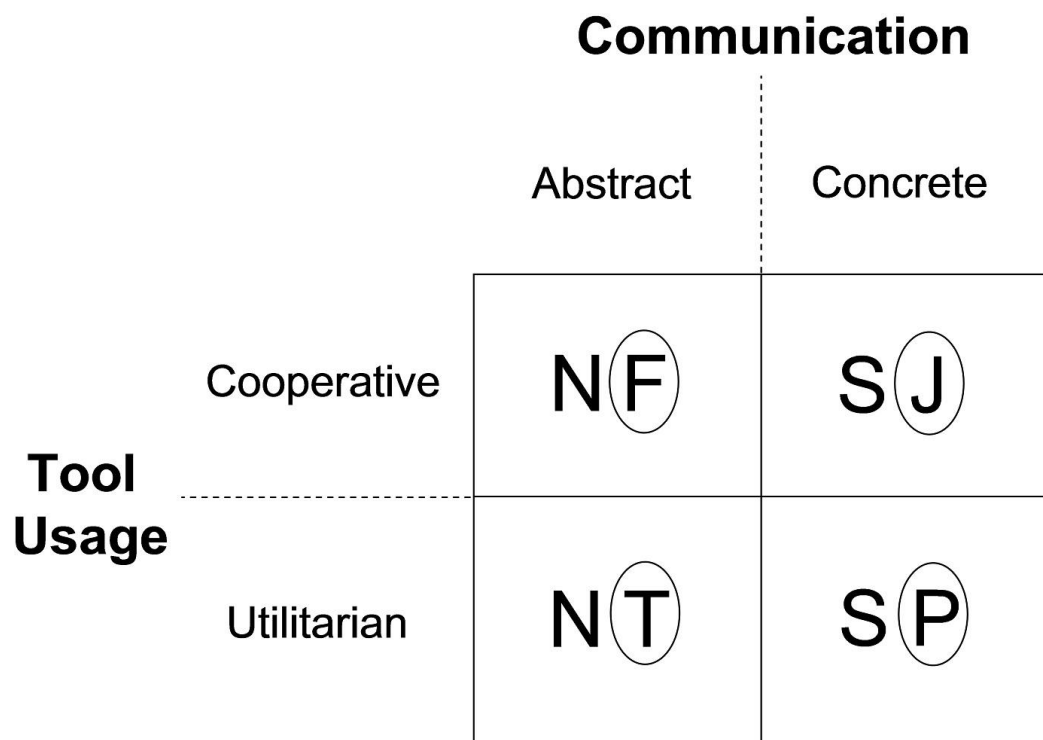 Communication
Abstract Concrete
Cooperative NF SJ
Tool
Usage
Utilitarian NT SP